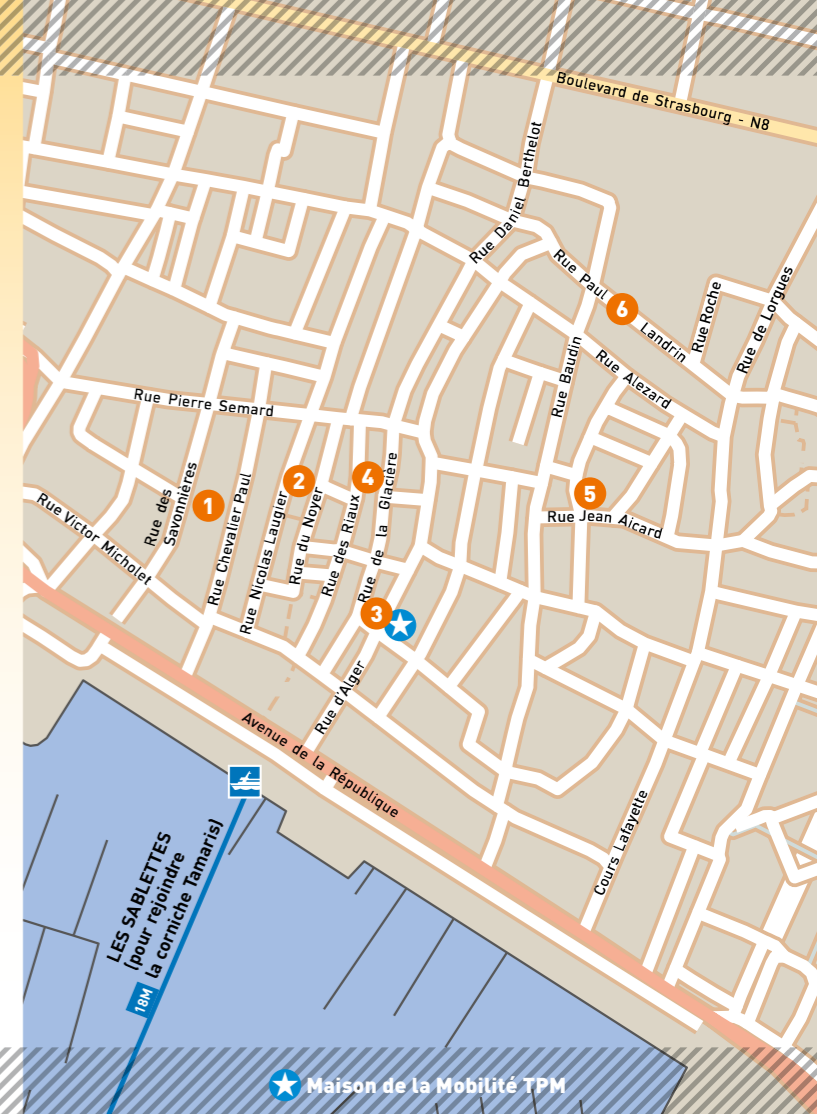 Boulevard de Strasbourg - N8
Rue Daniel Berthelot
Rue Paul Landrin
6
Rue Roche
Rue de Lorgues
Rue Baudin
Rue Alezard
Rue Pierre Semard
Rue des
Savonnières
1
Rue Chevalier Paul
2
Rue Nicolas Laugier
Rue du Noyer
4
Rue des Riaux
Rue de la Glacière
5
Rue Jean Aicard
Rue Victor Micholet
3
Rue d'Alger
Avenue de la République
Cours Lafayette
LES SABLETTES
(pour rejoindre
la corniche Tamaris)
18M
Maison de la Mobilité TPM